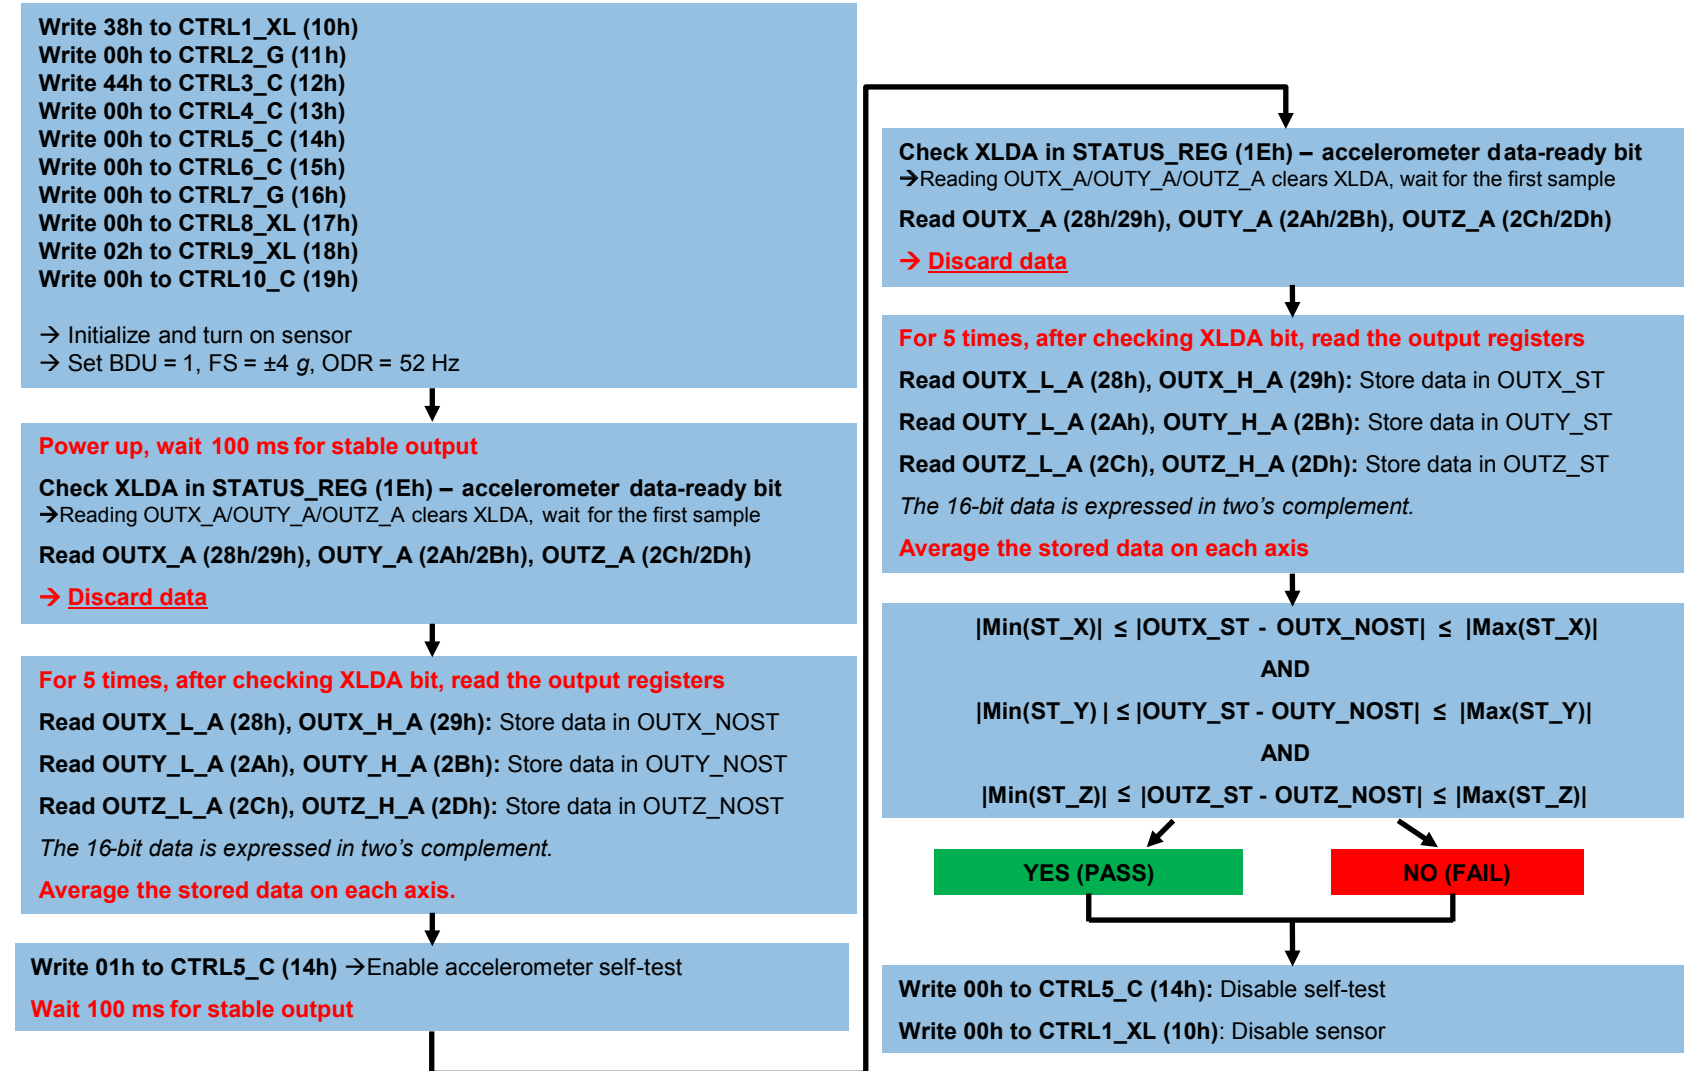 Write 38h to CTRL1_XL (10h)
Write 00h to CTRL2_G (11h)
Write 44h to CTRL3_C (12h)
Write 00h to CTRL4_C (13h)
Write 00h to CTRL5_C (14h)
Write 00h to CTRL6_C (15h)
Write 00h to CTRL7_G (16h)
Write 00h to CTRL8_XL (17h)
Write 02h to CTRL9_XL (18h)
Write 00h to CTRL10_C (19h)
→ Initialize and turn on sensor
→ Set BDU = 1, FS = ±4 g, ODR = 52 Hz
Power up, wait 100 ms for stable output
Check XLDA in STATUS_REG (1Eh) – accelerometer data-ready bit
→Reading OUTX_A/OUTY_A/OUTZ_A clears XLDA, wait for the first sample
Read OUTX_A (28h/29h), OUTY_A (2Ah/2Bh), OUTZ_A (2Ch/2Dh)
→ Discard data
For 5 times, after checking XLDA bit, read the output registers
Read OUTX_L_A (28h), OUTX_H_A (29h): Store data in OUTX_NOST
Read OUTY_L_A (2Ah), OUTY_H_A (2Bh): Store data in OUTY_NOST
Read OUTZ_L_A (2Ch), OUTZ_H_A (2Dh): Store data in OUTZ_NOST
The 16-bit data is expressed in two's complement.
Average the stored data on each axis.
Write 01h to CTRL5_C (14h) →Enable accelerometer self-test
Wait 100 ms for stable output
Check XLDA in STATUS_REG (1Eh) – accelerometer data-ready bit
→Reading OUTX_A/OUTY_A/OUTZ_A clears XLDA, wait for the first sample
Read OUTX_A (28h/29h), OUTY_A (2Ah/2Bh), OUTZ_A (2Ch/2Dh)
→ Discard data
For 5 times, after checking XLDA bit, read the output registers
Read OUTX_L_A (28h), OUTX_H_A (29h): Store data in OUTX_ST
Read OUTY_L_A (2Ah), OUTY_H_A (2Bh): Store data in OUTY_ST
Read OUTZ_L_A (2Ch), OUTZ_H_A (2Dh): Store data in OUTZ_ST
The 16-bit data is expressed in two's complement.
Average the stored data on each axis
|Min(ST_X)| ≤ |OUTX_ST - OUTX_NOST| ≤ |Max(ST_X)|
AND
|Min(ST_Y) | ≤ |OUTY_ST - OUTY_NOST| ≤ |Max(ST_Y)|
AND
|Min(ST_Z)| ≤ |OUTZ_ST - OUTZ_NOST| ≤ |Max(ST_Z)|
YES (PASS)
NO (FAIL)
Write 00h to CTRL5_C (14h): Disable self-test
Write 00h to CTRL1_XL (10h): Disable sensor